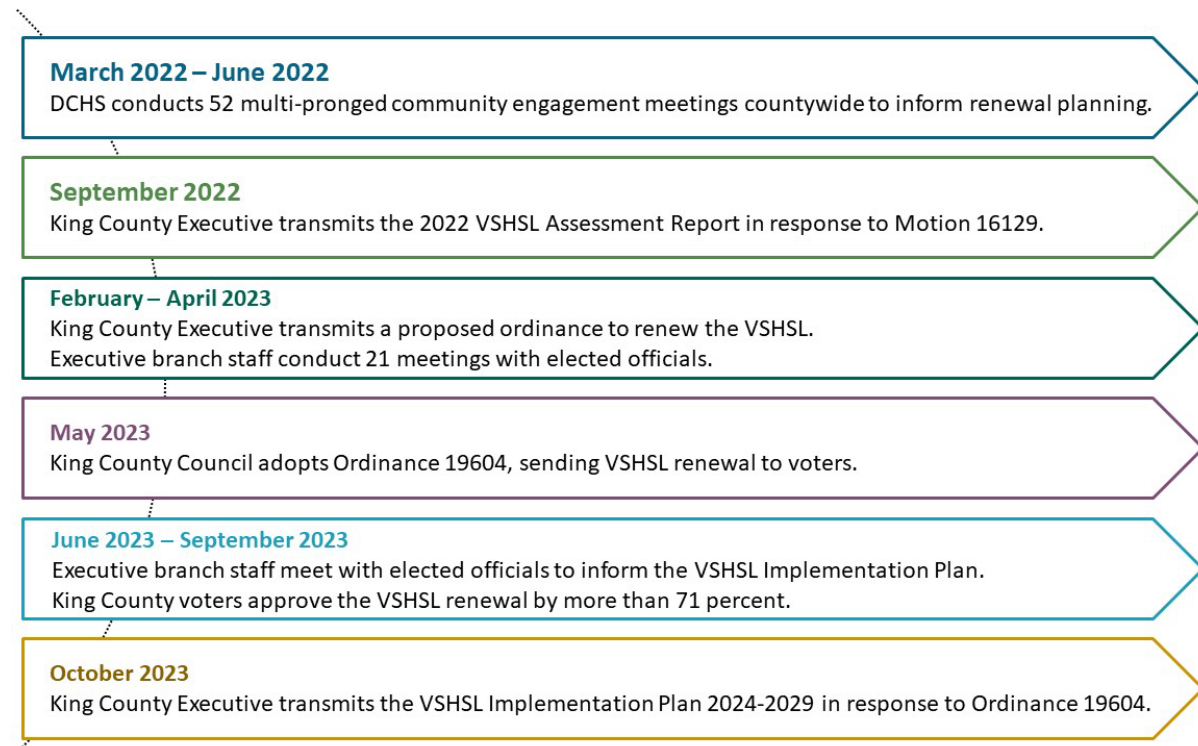 March 2022 – June 2022
DCHS conducts 52 multi-pronged community engagement meetings countywide to inform renewal planning.
September 2022
King County Executive transmits the 2022 VSHSL Assessment Report in response to Motion 16129.
February – April 2023
King County Executive transmits a proposed ordinance to renew the VSHSL.
Executive branch staff conduct 21 meetings with elected officials.
May 2023
King County Council adopts Ordinance 19604, sending VSHSL renewal to voters.
June 2023 – September 2023
Executive branch staff meet with elected officials to inform the VSHSL Implementation Plan.
King County voters approve the VSHSL renewal by more than 71 percent.
October 2023
King County Executive transmits the VSHSL Implementation Plan 2024-2029 in response to Ordinance 19604.